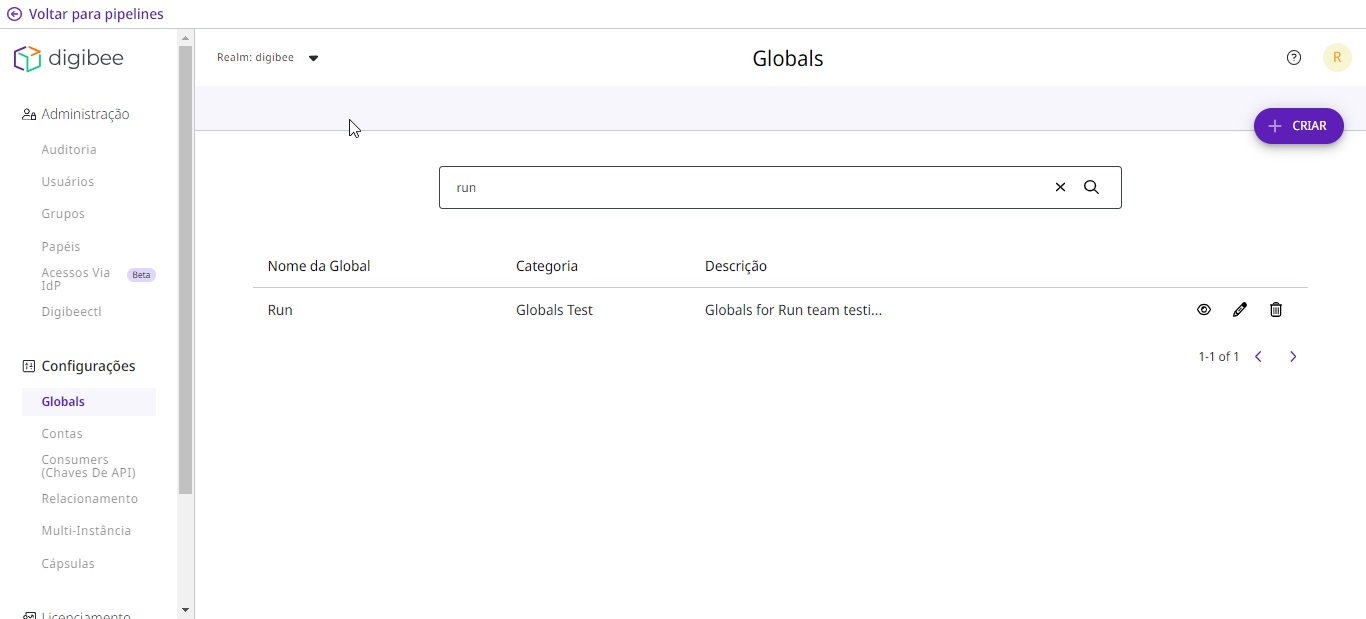 Voltar para pipelines
digibee
Realm: digibee
Globals
R
Administração
Auditoria
Usuários
Grupos
Papéis
Acessos Via
IdP
Beta
Digibeectl
Configurações
Globals
Contas
Consumers
(Chaves De API)
Relacionamento
Multi-Instância
Cápsulas
Licenciamento
CRIAR
run
Nome da Global Categoria Descrição
Run Globals Test Globals for Run team testi...
1-1 of 1